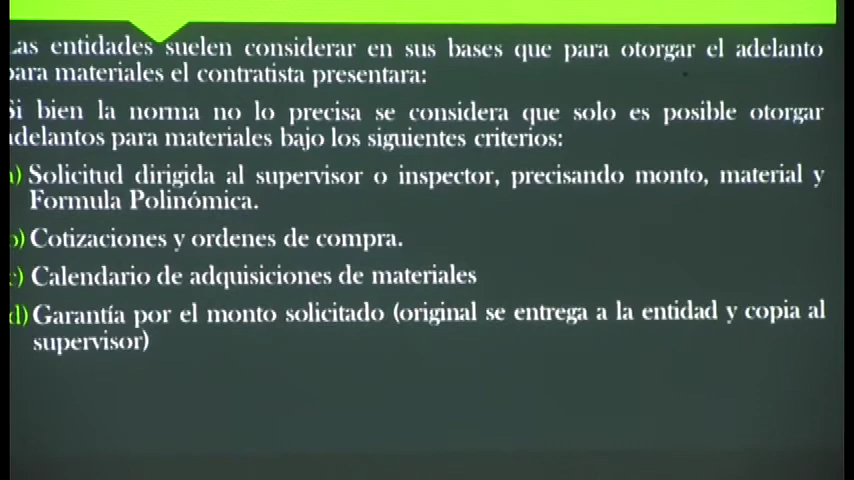 Las entidades suelen considerar en sus bases que para otorgar el adelanto
para materiales el contratista presentara:
Si bien la norma no lo precisa se considera que solo es posible otorgar
adelantos para materiales bajo los siguientes criterios:
a) Solicitud dirigida al supervisor o inspector, precisando monto, material y
Formula Polinómica.
b) Cotizaciones y ordenes de compra.
c) Calendario de adquisiciones de materiales
d) Garantía por el monto solicitado (original se entrega a la entidad y copia al
supervisor)